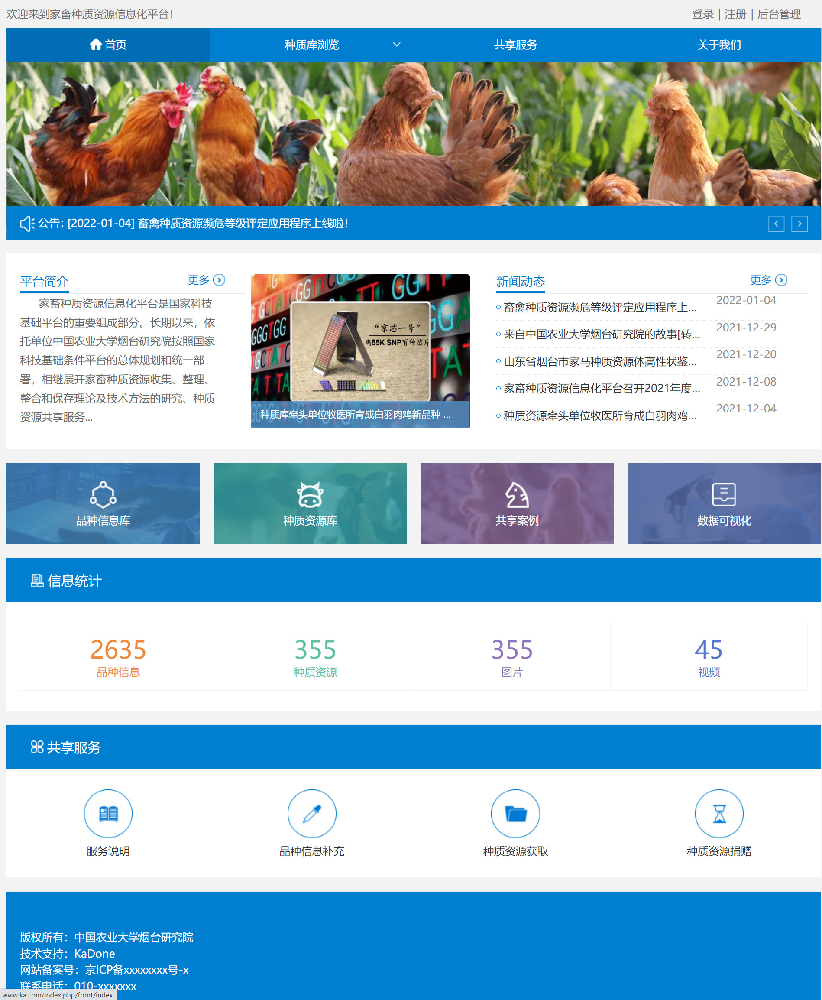 欢迎来到家畜种质资源信息化平台！
登录 | 注册 | 后台管理
首页
种质库浏览
共享服务
关于我们
公告：[2022-01-04] 畜禽种质资源濒危等级评定应用程序上线啦！
平台简介
更多
家畜种质资源信息化平台是国家科技
基础平台的重要组成部分。长期以来，依
托单位中国农业大学烟台研究院按照国家
科技基础条件平台的总体规划和统一部
署，相继展开家畜种质资源收集、整理、
整合和保存理论及技术方法的研究、种质
资源共享服务...
AGA
GG
TT
GTGCC
GGGTGG
TGCTATC
ATTA
GGA
TAT
“京芯一号”
鸡55K SNP育种芯片
种质库牵头单位牧医所育成白羽肉鸡新品种 ...
新闻动态
更多
畜禽种质资源濒危等级评定应用程序上...
2022-01-04
来自中国农业大学烟台研究院的故事[转...
2021-12-29
山东省烟台市家马种质资源体高性状鉴...
2021-12-20
家畜种质资源信息化平台召开2021年度...
2021-12-08
种质资源牵头单位牧医所育成白羽肉鸡...
2021-12-04
品种信息库
种质资源库
共享案例
数据可视化
信息统计
2635
品种信息
355
种质资源
355
图片
45
视频
共享服务
服务说明
品种信息补充
种质资源获取
种质资源捐赠
版权所有：中国农业大学烟台研究院
技术支持：KaDone
网站备案号：京ICP备xxxxxxxx号-x
联系电话：010-xxxxxxx
www.ka.com/index.php/front/index